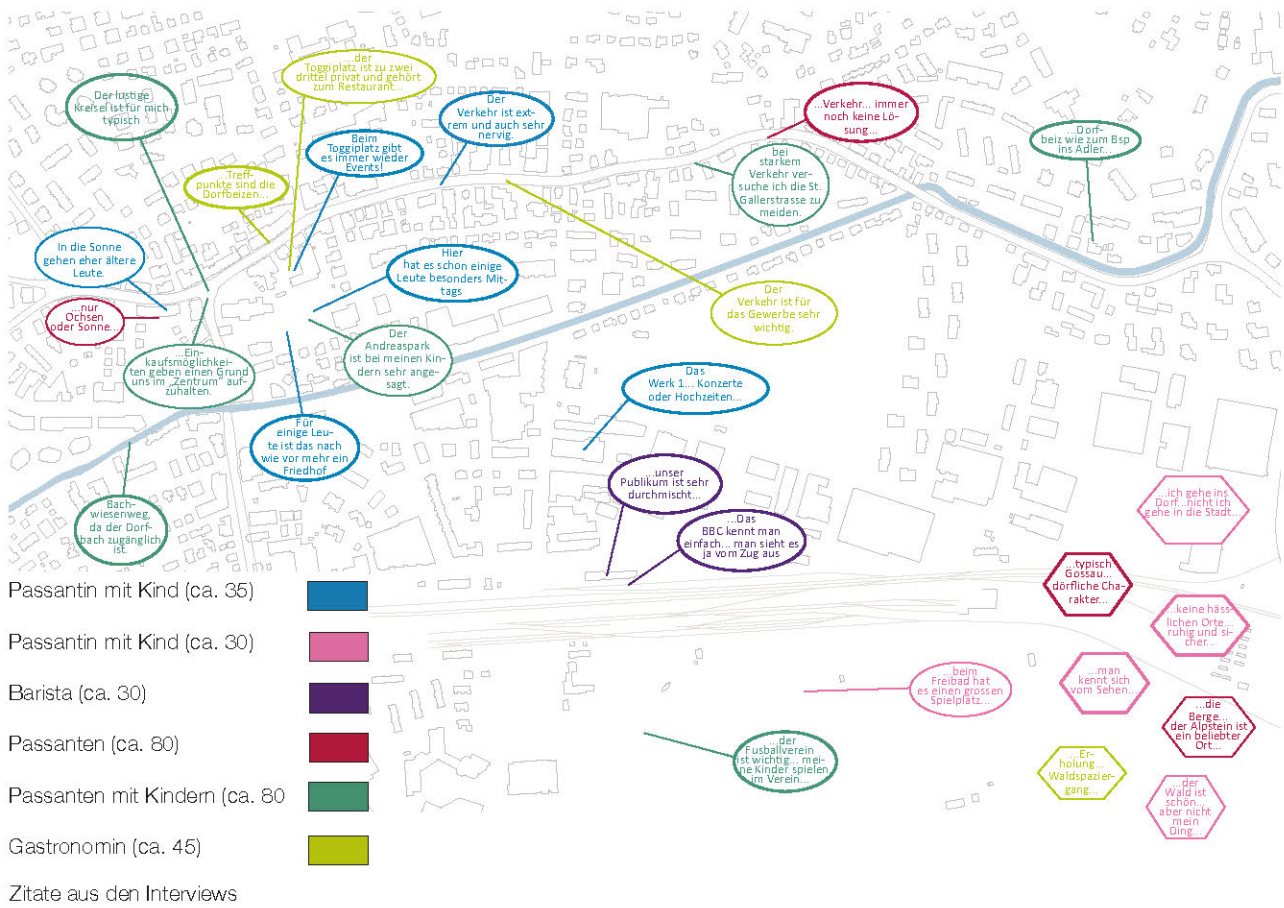 der
Toggiplatz ist zu zwei
drittel privat und gehört
zum Restaurant...
Der lustige
Kreisel ist für mich
typisch
Der
Verkehr ist ext-
rem und auch sehr
nervig.
...Verkehr... immer
noch keine Lö-
sung...
Beim
Toggiplatz gibt
es immer wieder
Events!
...Dorf-
beiz wie zum Bsp
ins Adler...
...Treff-
punkte sind die
Dorfbeizen...
bei
starkem
Verkehr ver-
suche ich die St.
Gallerstrasse zu
meiden.
In die Sonne
gehen eher ältere
Leute.
Hier
hat es schon einige
Leute besonders Mit-
tags
...nur
Ochsen
oder Sonne...
Der
Verkehr ist für
das Gewerbe sehr
wichtig.
Der
Andreaspark
ist bei meinen Kin-
dern sehr ange-
sagt.
...Ein-
kaufsmöglichkei-
ten geben einen Grund
uns im „Zentrum" auf-
zuhalten.
Das
Werk 1... Konzerte
oder Hochzeiten...
Für
einige Leu-
te ist das nach
wie vor mehr ein
Friedhof
...unser
Publikum ist sehr
durchmischt...
Bach-
wiesenweg,
da der Dorf-
bach zugänglich
ist.
...Das
BBC kennt man
einfach... man sieht es
ja vom Zug aus
...ich gehe ins
Dorf...nicht ich
gehe in die Stadt...
...typisch
Gossau...
dörfliche Cha-
rakter...
...keine häss-
lichen Orte...
ruhig und si-
cher...
...man
kennt sich
vom Sehen...
...beim
Freibad hat
es einen grossen
Spielplatz...
...die
Berge...
der Alpstein ist
ein beliebter
Ort...
...der
Fusballverein
ist wichtig... mei-
ne Kinder spielen
im Verein...
...Er-
holung...
Waldspazier-
gang...
...der
Wald ist
schön...
aber nicht
mein
Ding...
Passantin mit Kind (ca. 35)
Passantin mit Kind (ca. 30)
Barista (ca. 30)
Passanten (ca. 80)
Passanten mit Kindern (ca. 80
Gastronomin (ca. 45)
Zitate aus den Interviews